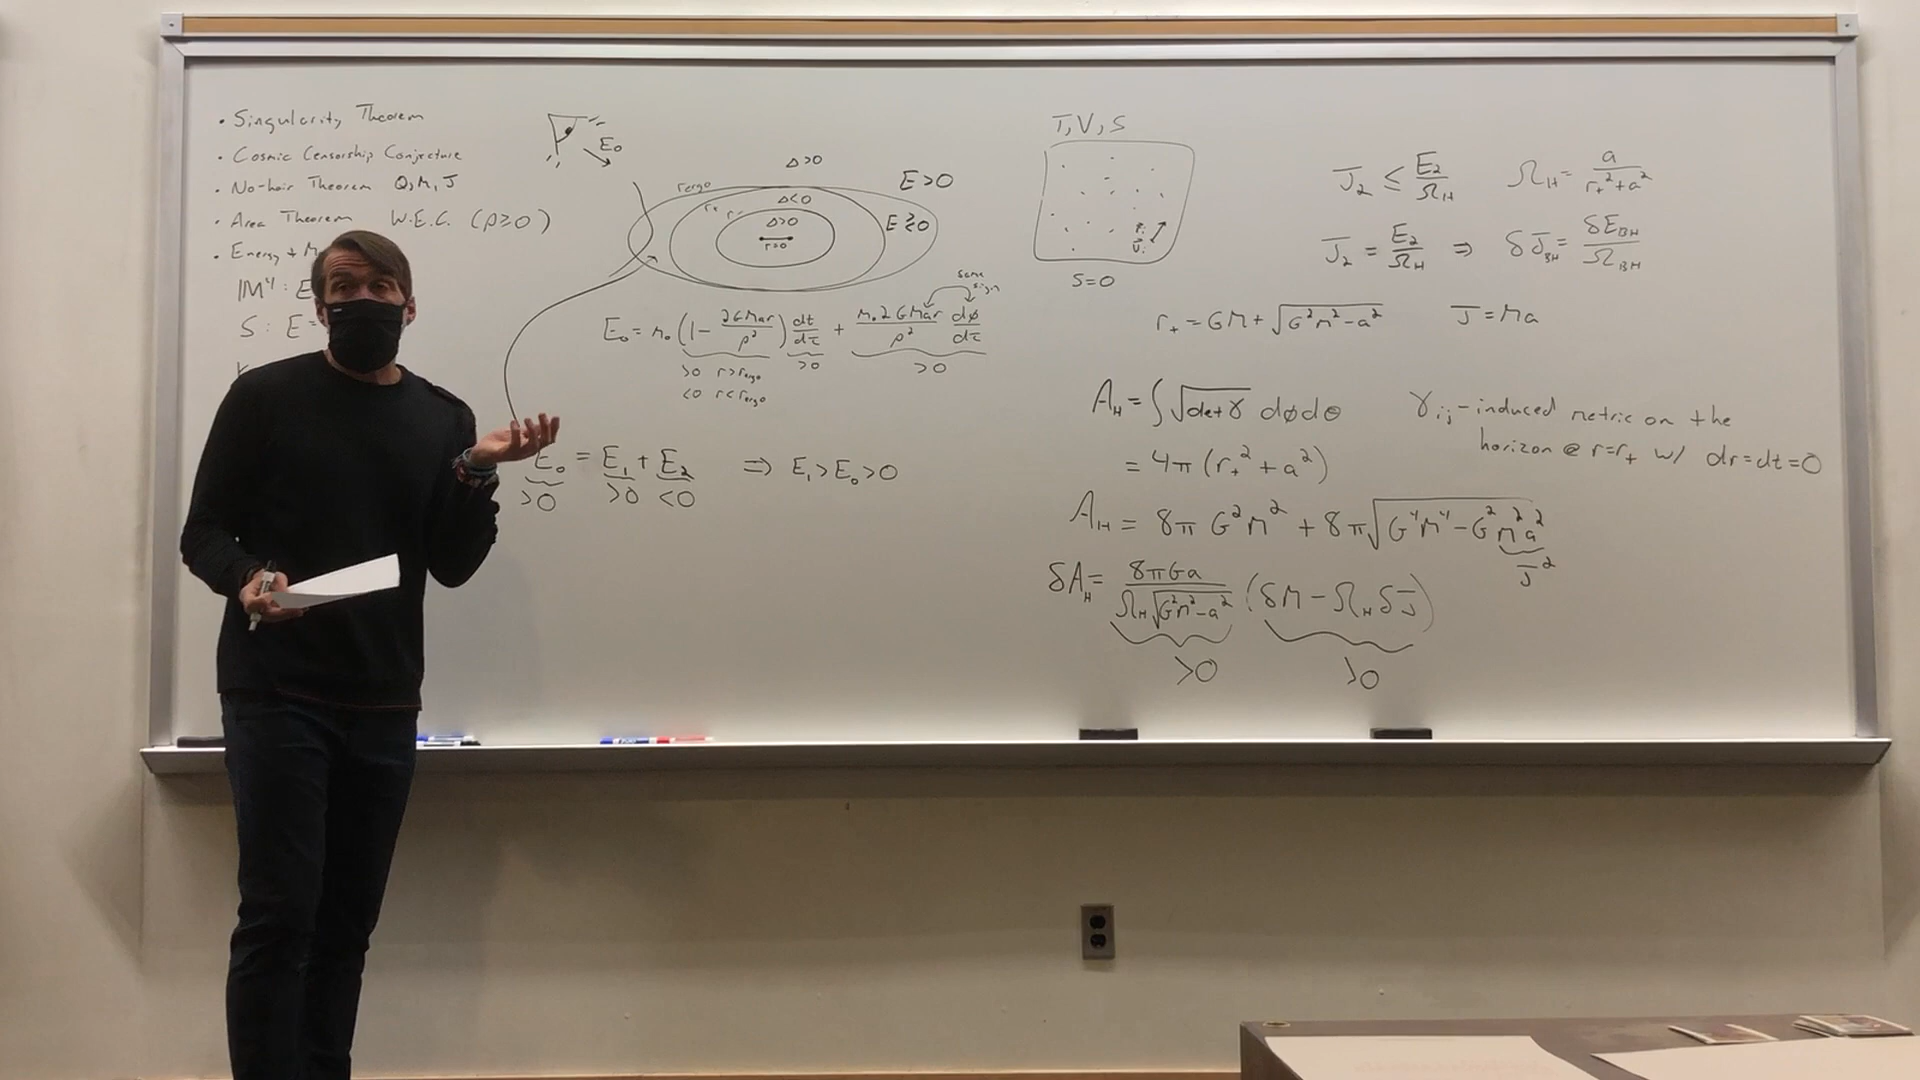 • Singularity Theorem
• Cosmic Censorship Conjecture
• No-hair Theorem Q, M, J
• Area Theorem W.E.C. (ρ≥0)
• Energy + M
IM⁴ : E
S : E =
E₀
Δ>0
r_ergo
E>0
r₊ r₋ Δ<0
Δ>0
r=0
E≷0
same sign
E₀ = m₀ (1 - 2GMar/ρ²) dt/dτ + m₀2GMar/ρ² dφ/dτ
>0 r>r_ergo >0 >0
<0 r<r_ergo
E₀ = E₁ + E₂ ⇒ E₁ > E₀ > 0
>0 >0 <0
T, V, S
S=0
J₂ ≤ E₂/Ω_H Ω_H = a/(r₊²+a²)
J₂ = E₂/Ω_H ⇒ δJ_BH = δE_BH/Ω_BH
r₊ = GM + √(G²M²-a²) J = Ma
A_H = ∫√det γ dφdθ γᵢⱼ - induced metric on the
horizon @ r=r₊ w/ dr=dt=0
= 4π (r₊² + a²)
A_H = 8π G²M² + 8π√(G⁴M⁴ - G²M²a²)
J²
δA_H = 8πGa/(Ω_H√(G²M²-a²)) (δM - Ω_H δJ)
>0 >0